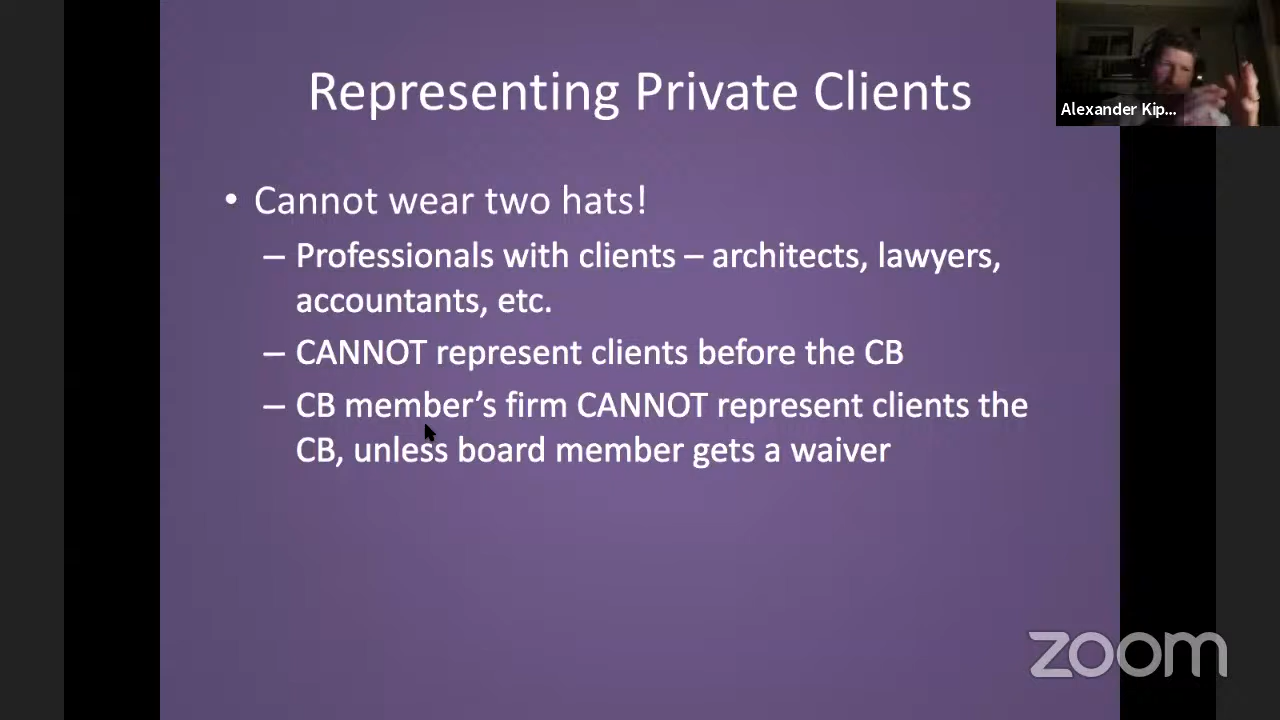 Representing Private Clients
Alexander Kip...
• Cannot wear two hats!
– Professionals with clients – architects, lawyers,
accountants, etc.
– CANNOT represent clients before the CB
– CB member’s firm CANNOT represent clients the
CB, unless board member gets a waiver
zoom